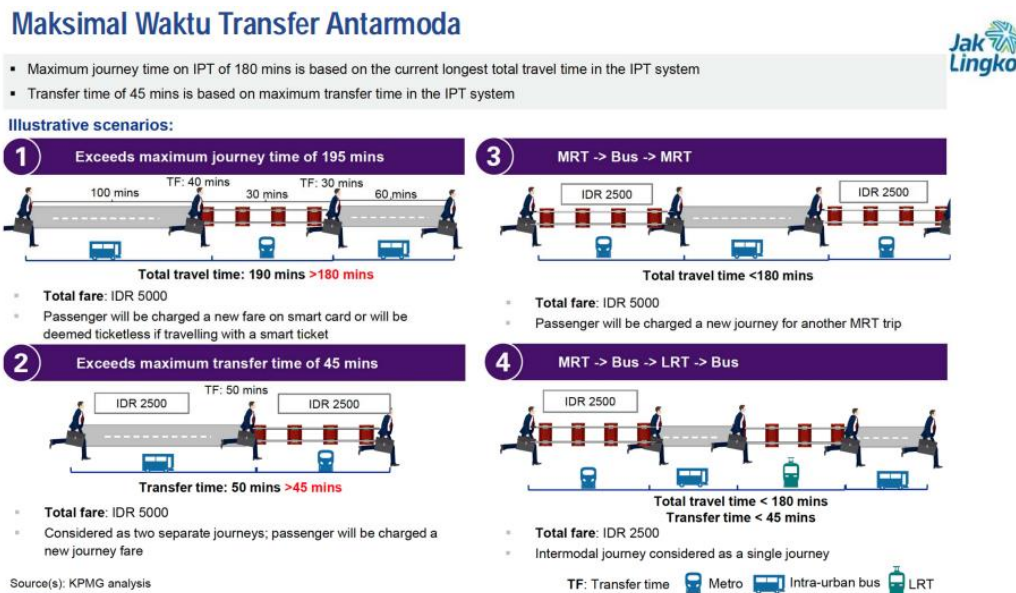 Maksimal Waktu Transfer Antarmoda
Jak
Lingko
▪ Maximum journey time on IPT of 180 mins is based on the current longest total travel time in the IPT system
▪ Transfer time of 45 mins is based on maximum transfer time in the IPT system
Illustrative scenarios:
1 Exceeds maximum journey time of 195 mins
100 mins TF: 40 mins 30 mins TF: 30 mins 60 mins
Total travel time: 190 mins >180 mins
▪ Total fare: IDR 5000
▪ Passenger will be charged a new fare on smart card or will be
deemed ticketless if travelling with a smart ticket
2 Exceeds maximum transfer time of 45 mins
TF: 50 mins
IDR 2500 IDR 2500
Transfer time: 50 mins >45 mins
▪ Total fare: IDR 5000
▪ Considered as two separate journeys; passenger will be charged a
new journey fare
3 MRT -> Bus -> MRT
IDR 2500 IDR 2500
Total travel time <180 mins
▪ Total fare: IDR 5000
▪ Passenger will be charged a new journey for another MRT trip
4 MRT -> Bus -> LRT -> Bus
IDR 2500
Total travel time < 180 mins
Transfer time < 45 mins
▪ Total fare: IDR 2500
▪ Intermodal journey considered as a single journey
Source(s): KPMG analysis
TF: Transfer time Metro Intra-urban bus LRT